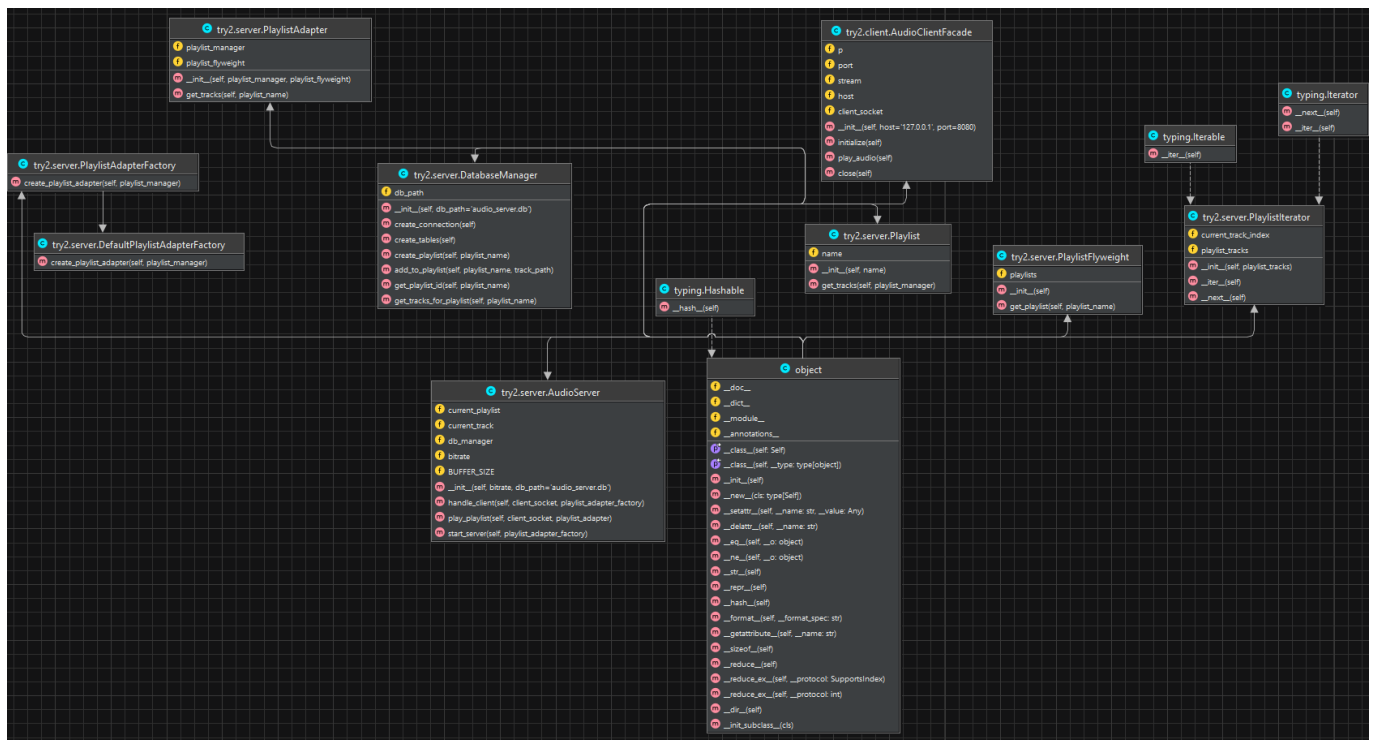 try2.server.PlaylistAdapter
playlist_manager
playlist_flyweight
__init__(self, playlist_manager, playlist_flyweight)
get_tracks(self, playlist_name)
try2.client.AudioClientFacade
p
port
stream
host
client_socket
__init__(self, host='127.0.0.1', port=8080)
initialize(self)
play_audio(self)
close(self)
typing.Iterator
__next__(self)
__iter__(self)
typing.Iterable
__iter__(self)
try2.server.PlaylistAdapterFactory
create_playlist_adapter(self, playlist_manager)
try2.server.DatabaseManager
db_path
__init__(self, db_path='audio_server.db')
create_connection(self)
create_tables(self)
create_playlist(self, playlist_name)
add_to_playlist(self, playlist_name, track_path)
get_playlist_id(self, playlist_name)
get_tracks_for_playlist(self, playlist_name)
try2.server.DefaultPlaylistAdapterFactory
create_playlist_adapter(self, playlist_manager)
try2.server.Playlist
name
__init__(self, name)
get_tracks(self, playlist_manager)
try2.server.PlaylistFlyweight
playlists
__init__(self)
get_playlist(self, playlist_name)
try2.server.PlaylistIterator
current_track_index
playlist_tracks
__init__(self, playlist_tracks)
__iter__(self)
__next__(self)
typing.Hashable
__hash__(self)
try2.server.AudioServer
current_playlist
current_track
db_manager
bitrate
BUFFER_SIZE
__init__(self, bitrate, db_path='audio_server.db')
handle_client(self, client_socket, playlist_adapter_factory)
play_playlist(self, client_socket, playlist_adapter)
start_server(self, playlist_adapter_factory)
object
__doc__
__dict__
__module__
__annotations__
__class__(self: Self)
__class__(self, __type: type[object])
__init__(self)
__new__(cls: type[Self])
__setattr__(self, __name: str, __value: Any)
__delattr__(self, __name: str)
__eq__(self, __o: object)
__ne__(self, __o: object)
__str__(self)
__repr__(self)
__hash__(self)
__format__(self, __format_spec: str)
__getattribute__(self, __name: str)
__sizeof__(self)
__reduce__(self)
__reduce_ex__(self, __protocol: SupportsIndex)
__reduce_ex__(self, __protocol: int)
__dir__(self)
__init_subclass__(cls)